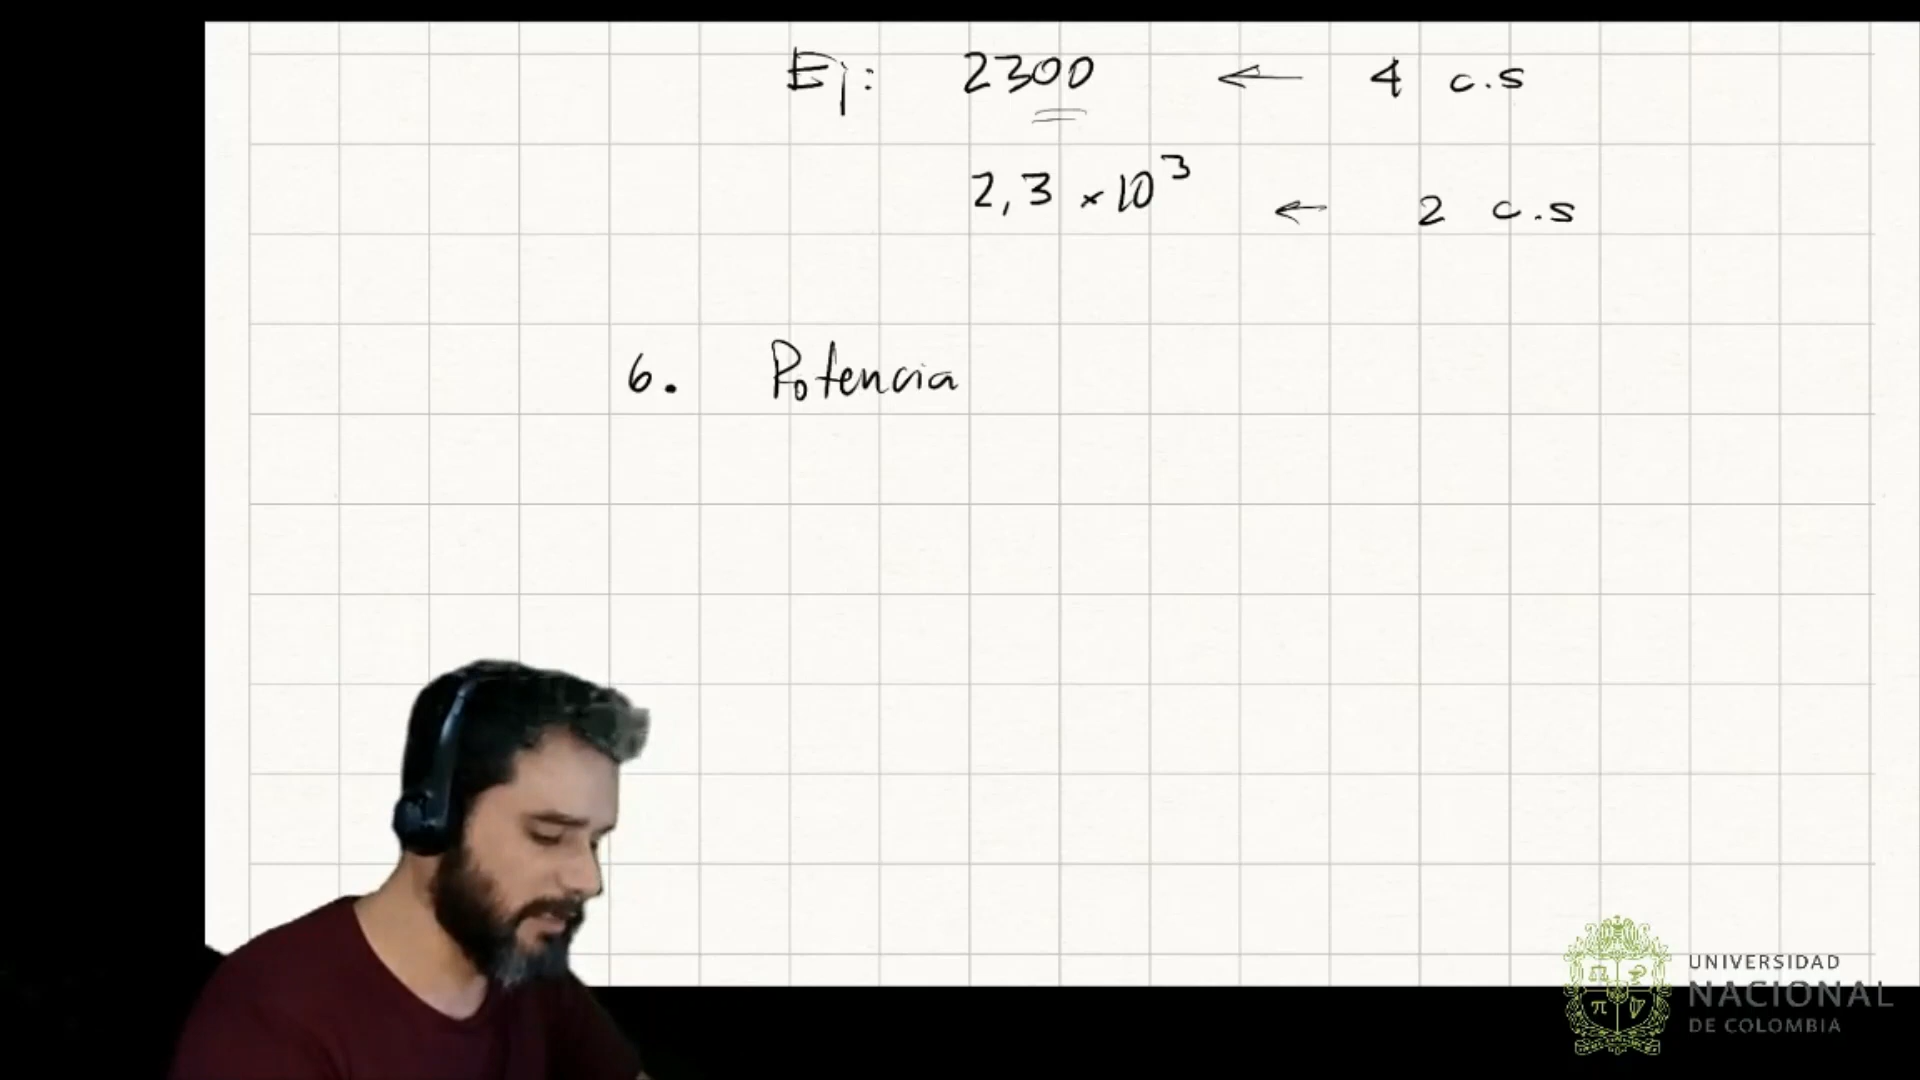 Ej: 2300 ← 4 c.s
2,3 × 10³ ← 2 c.s
6. Potencia
UNIVERSIDAD
NACIONAL
DE COLOMBIA